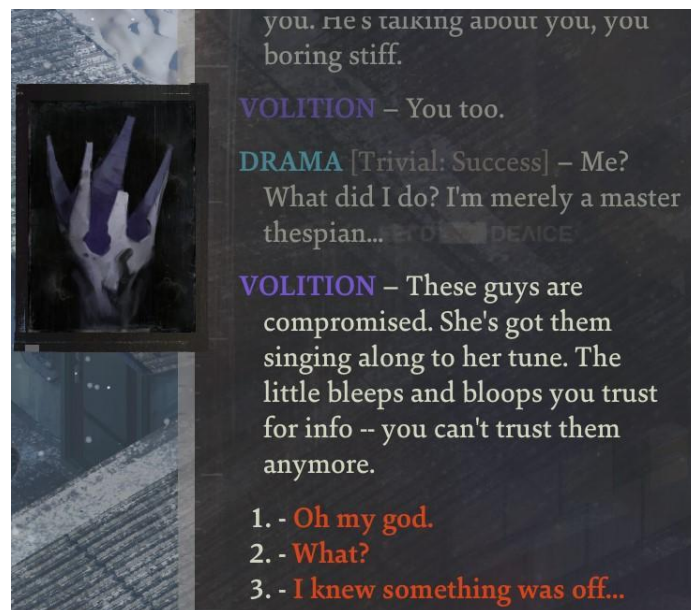 you. He's talking about you, you
boring stiff.
VOLITION – You too.
DRAMA [Trivial: Success] – Me?
What did I do? I'm merely a master
thespian...
VOLITION – These guys are
compromised. She's got them
singing along to her tune. The
little bleeps and bloops you trust
for info -- you can't trust them
anymore.
1. - Oh my god.
2. - What?
3. - I knew something was off...